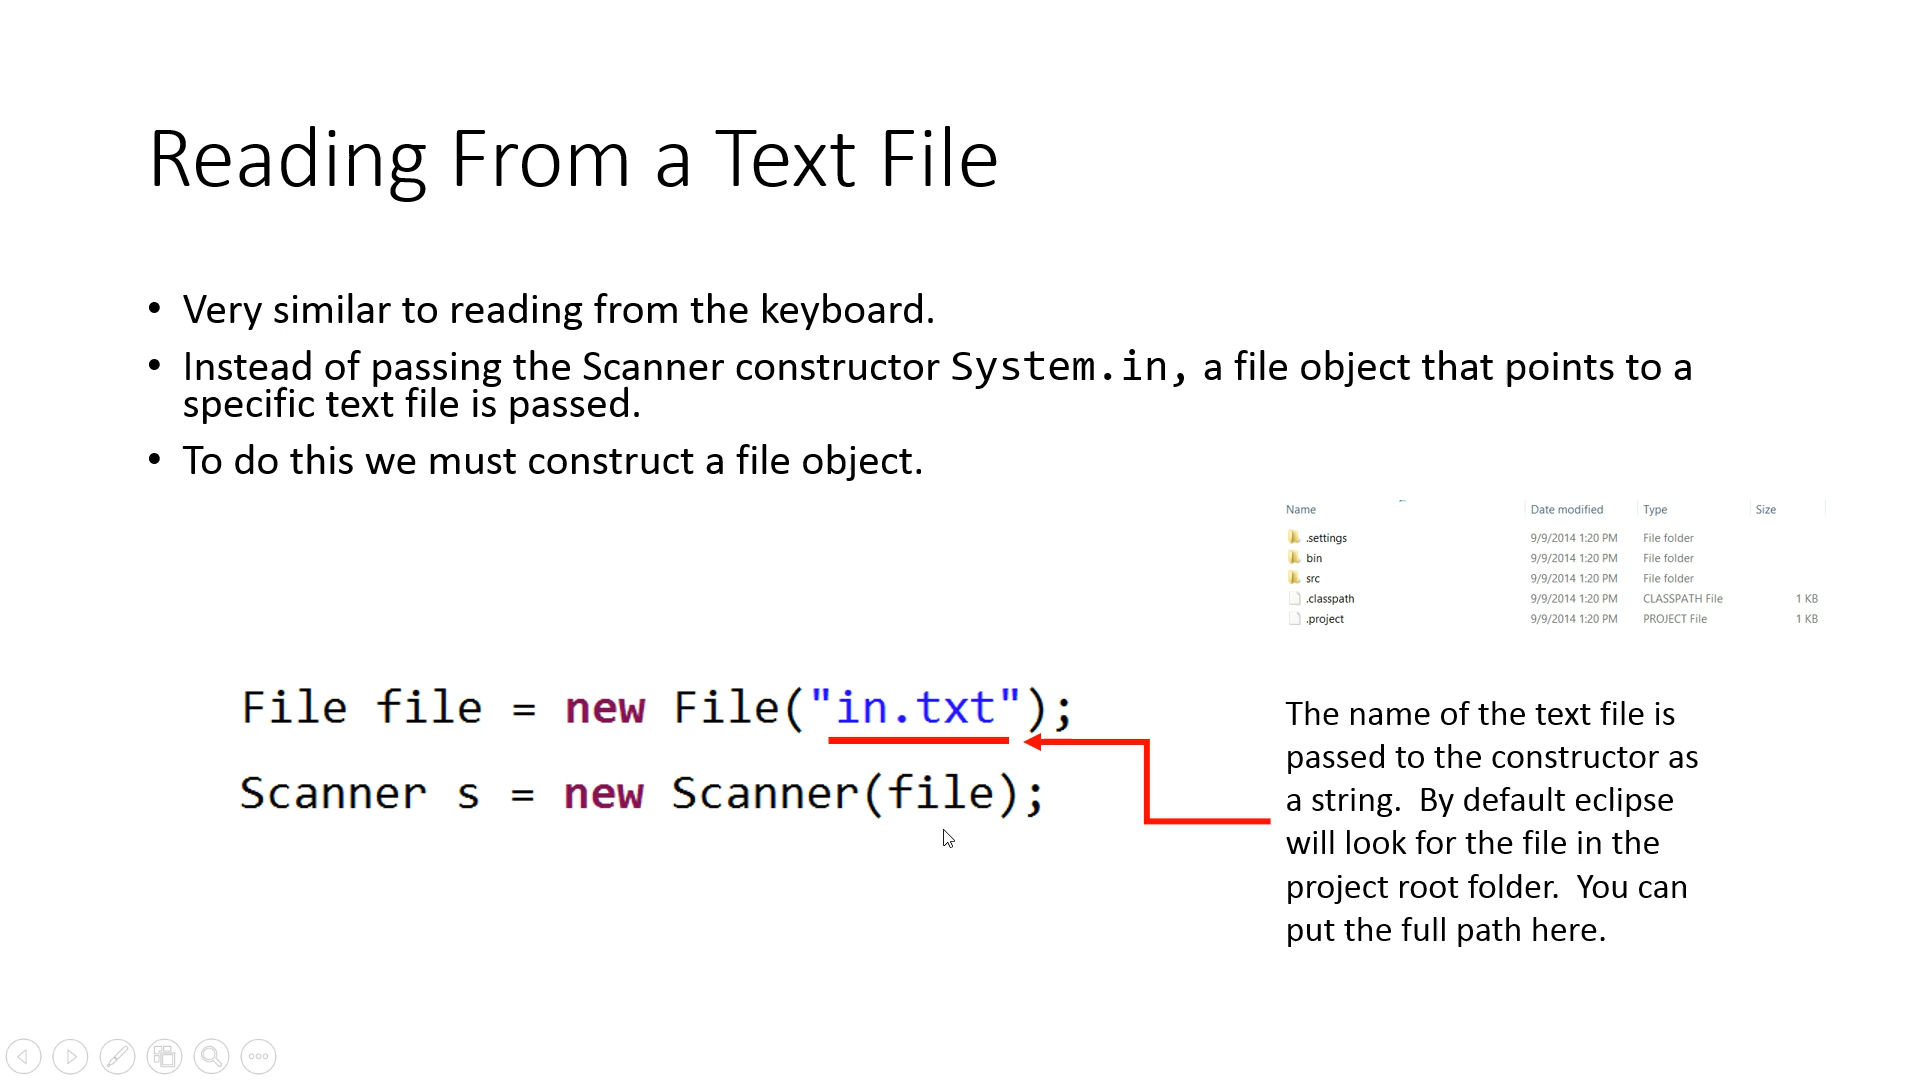 Reading From a Text File
• Very similar to reading from the keyboard.
• Instead of passing the Scanner constructor System.in, a file object that points to a
specific text file is passed.
• To do this we must construct a file object.
Name Date modified Type Size
.settings 9/9/2014 1:20 PM File folder
bin 9/9/2014 1:20 PM File folder
src 9/9/2014 1:20 PM File folder
.classpath 9/9/2014 1:20 PM CLASSPATH File 1 KB
.project 9/9/2014 1:20 PM PROJECT File 1 KB
File file = new File("in.txt");
Scanner s = new Scanner(file);
The name of the text file is
passed to the constructor as
a string. By default eclipse
will look for the file in the
project root folder. You can
put the full path here.